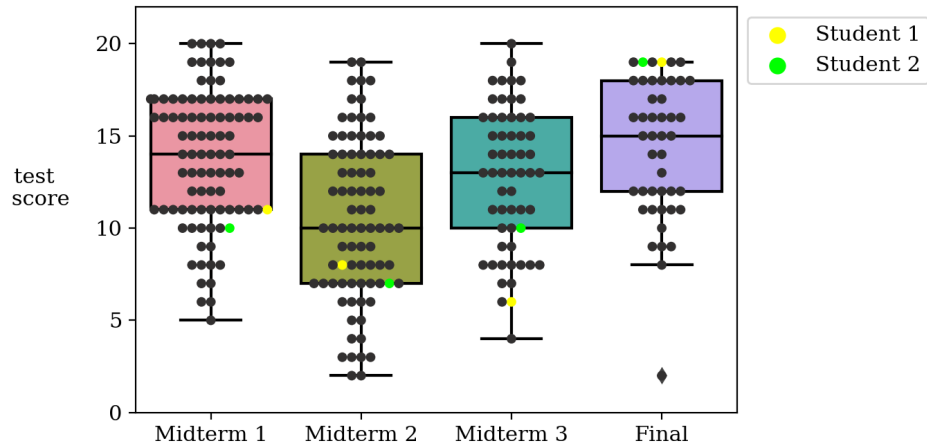 20
15
10
5
0
test
score
Midterm 1
Midterm 2
Midterm 3
Final
Student 1
Student 2